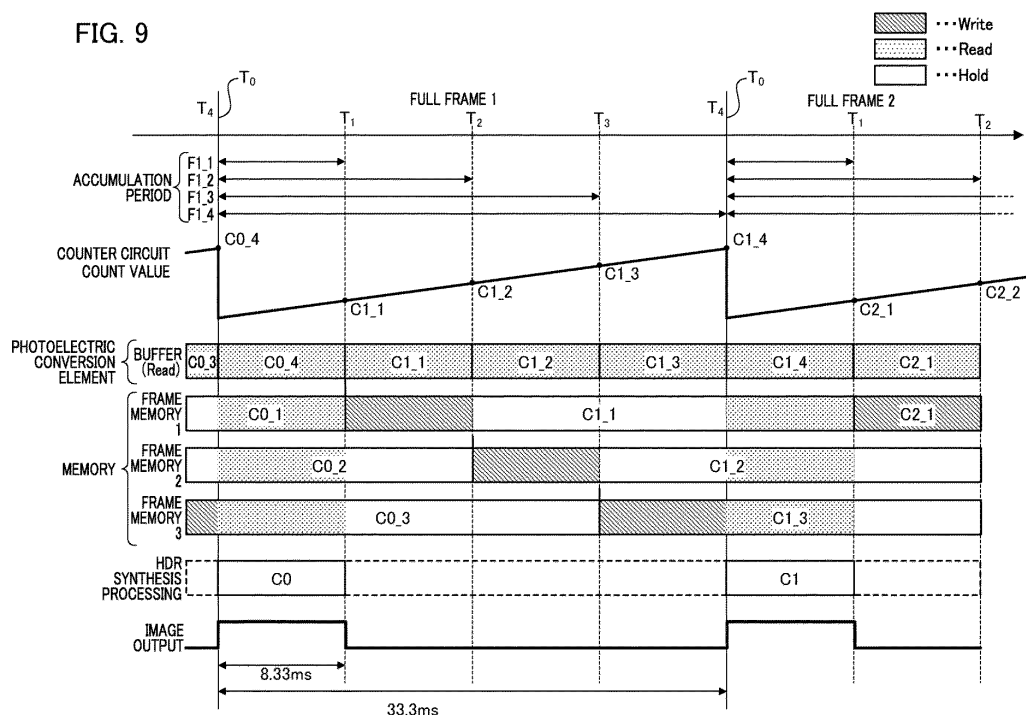 FIG. 9
···Write
···Read
···Hold
T4
T0
FULL FRAME 1
T1
T2
T3
T4
T0
FULL FRAME 2
T1
T2
ACCUMULATION
PERIOD
F1_1
F1_2
F1_3
F1_4
COUNTER CIRCUIT
COUNT VALUE
C0_4
C1_1
C1_2
C1_3
C1_4
C2_1
C2_2
PHOTOELECTRIC
CONVERSION
ELEMENT
BUFFER
(Read)
C0_3
C0_4
C1_1
C1_2
C1_3
C1_4
C2_1
MEMORY
FRAME
MEMORY
1
C0_1
C1_1
C2_1
FRAME
MEMORY
2
C0_2
C1_2
FRAME
MEMORY
3
C0_3
C1_3
HDR
SYNTHESIS
PROCESSING
C0
C1
IMAGE
OUTPUT
8.33ms
33.3ms